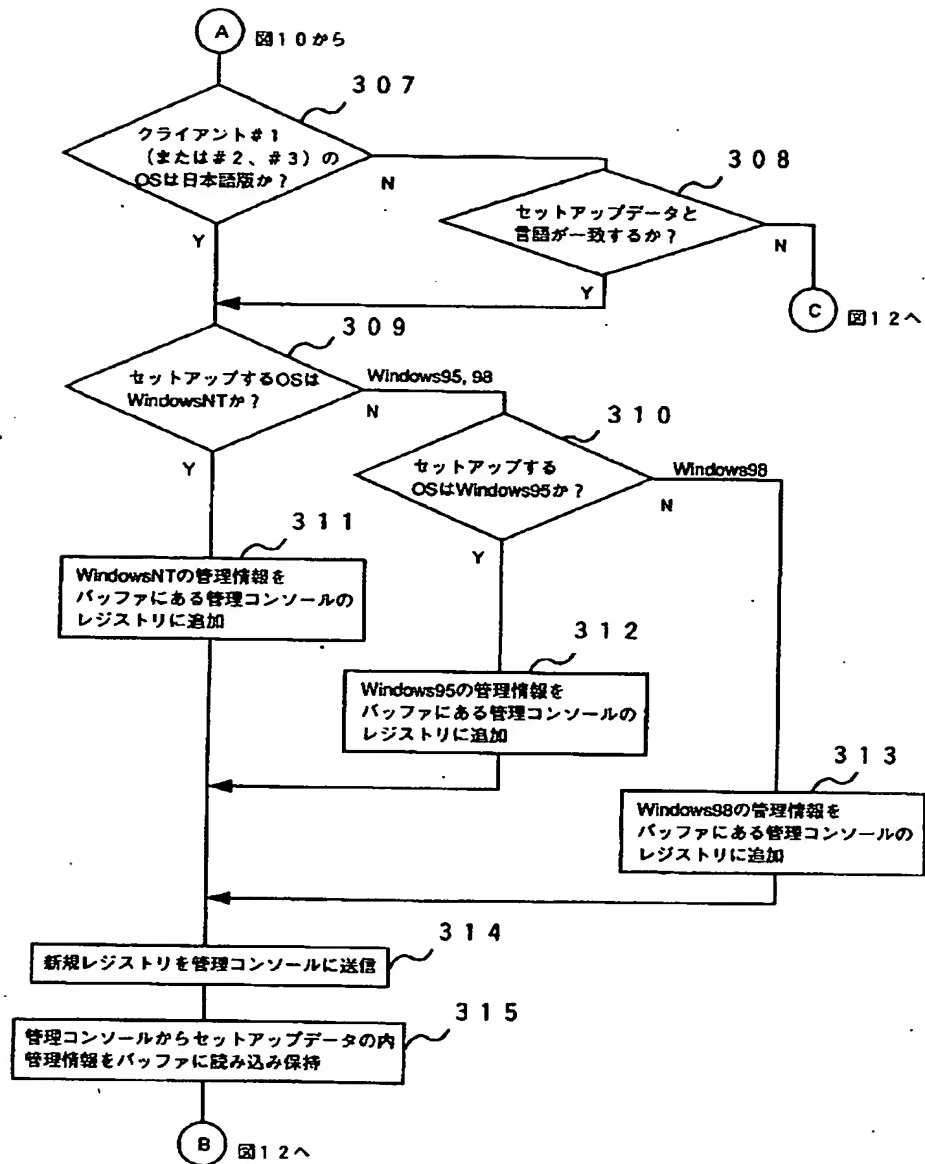 A 図10から
307
クライアント#1
（または#2、#3）の
OSは日本語版か？
N
308
セットアップデータと
言語が一致するか？
N
Y
Y
C 図12へ
309
セットアップするOSは
WindowsNTか？
Windows95, 98
N
310
セットアップする
OSはWindows95か？
Windows98
N
Y
Y
311
WindowsNTの管理情報を
バッファにある管理コンソールの
レジストリに追加
312
Windows95の管理情報を
バッファにある管理コンソールの
レジストリに追加
313
Windows98の管理情報を
バッファにある管理コンソールの
レジストリに追加
314
新規レジストリを管理コンソールに送信
315
管理コンソールからセットアップデータの内
管理情報をバッファに読み込み保持
B 図12へ